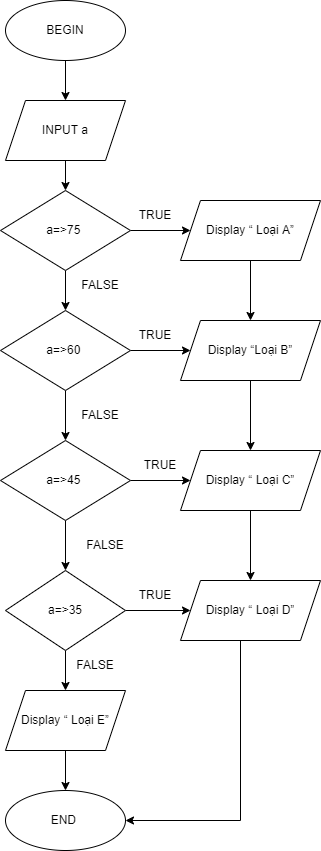 BEGIN
INPUT a
a=>75
TRUE
Display “ Loại A”
FALSE
a=>60
TRUE
Display “Loại B”
FALSE
a=>45
TRUE
Display “ Loại C”
FALSE
a=>35
TRUE
Display “ Loại D”
FALSE
Display “ Loại E”
END